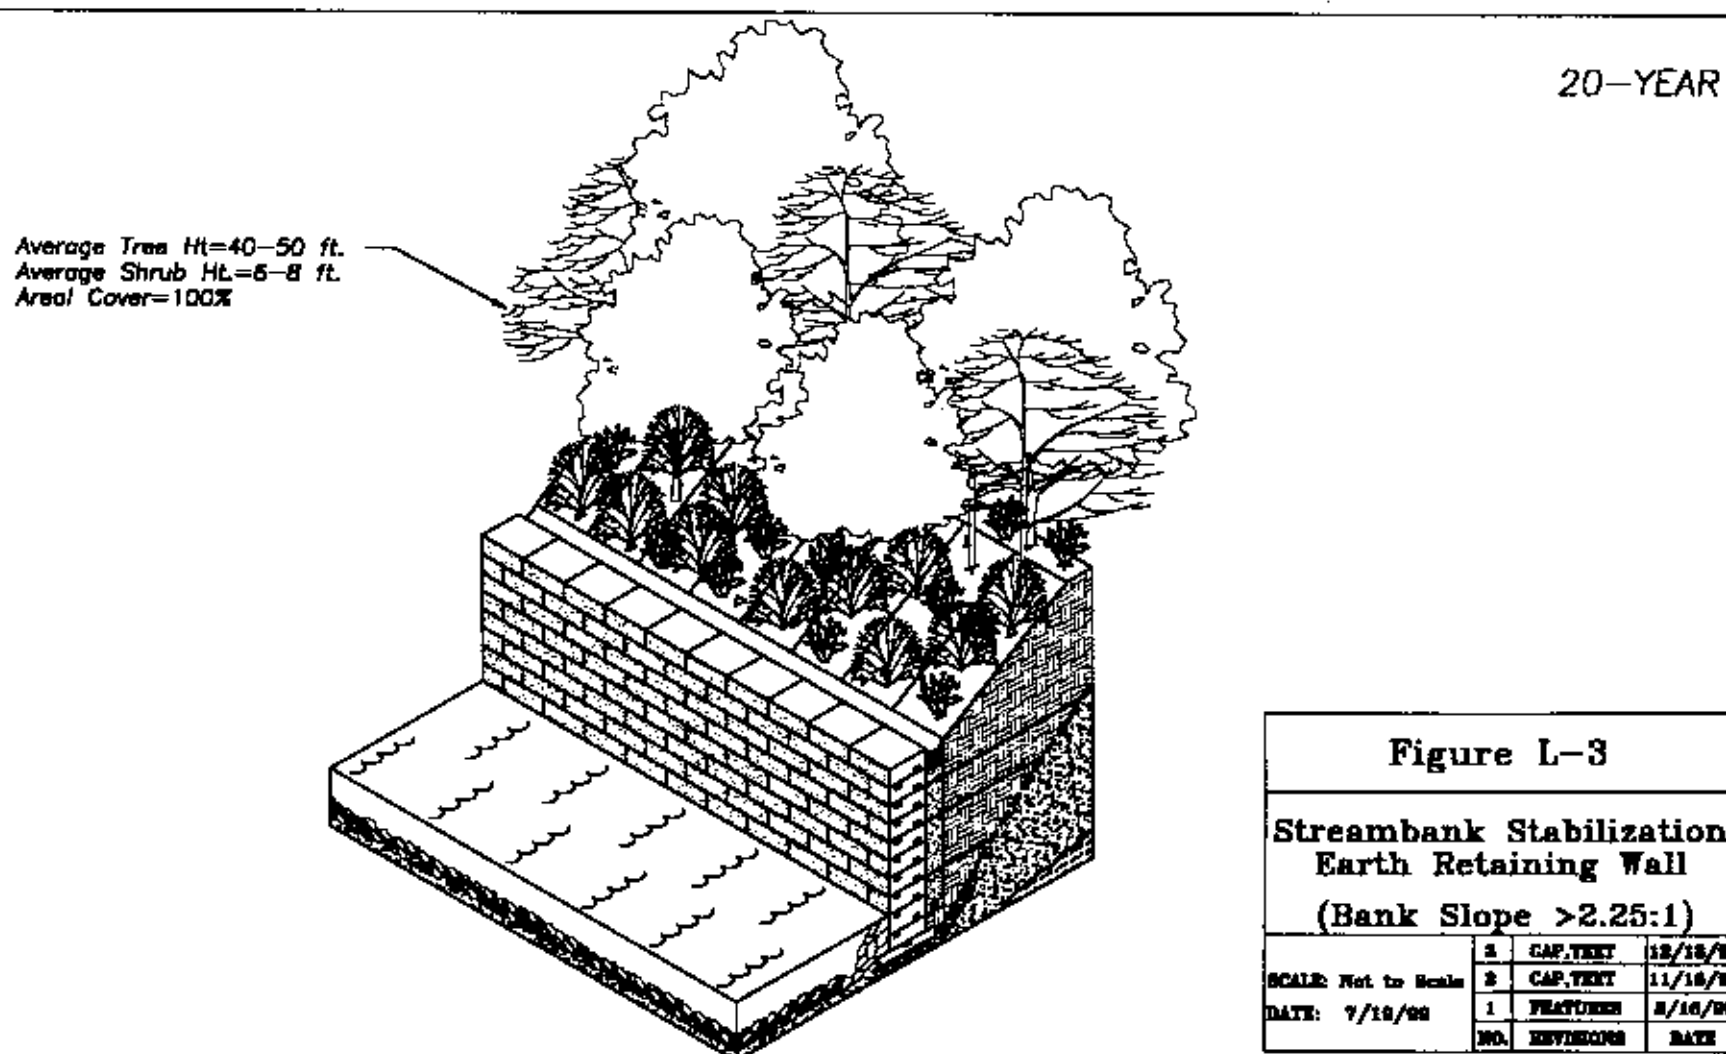 20-YEAR
Average Tree Ht=40-50 ft.
Average Shrub Ht.=6-8 ft.
Areal Cover=100%
Figure L-3
Streambank Stabilization
Earth Retaining Wall
(Bank Slope >2.25:1)
SCALE: Not to Scale
DATE:
CAP,TEXT
2 CAP,TEXT
1 FEATURES
NO. REVISIONS DATE